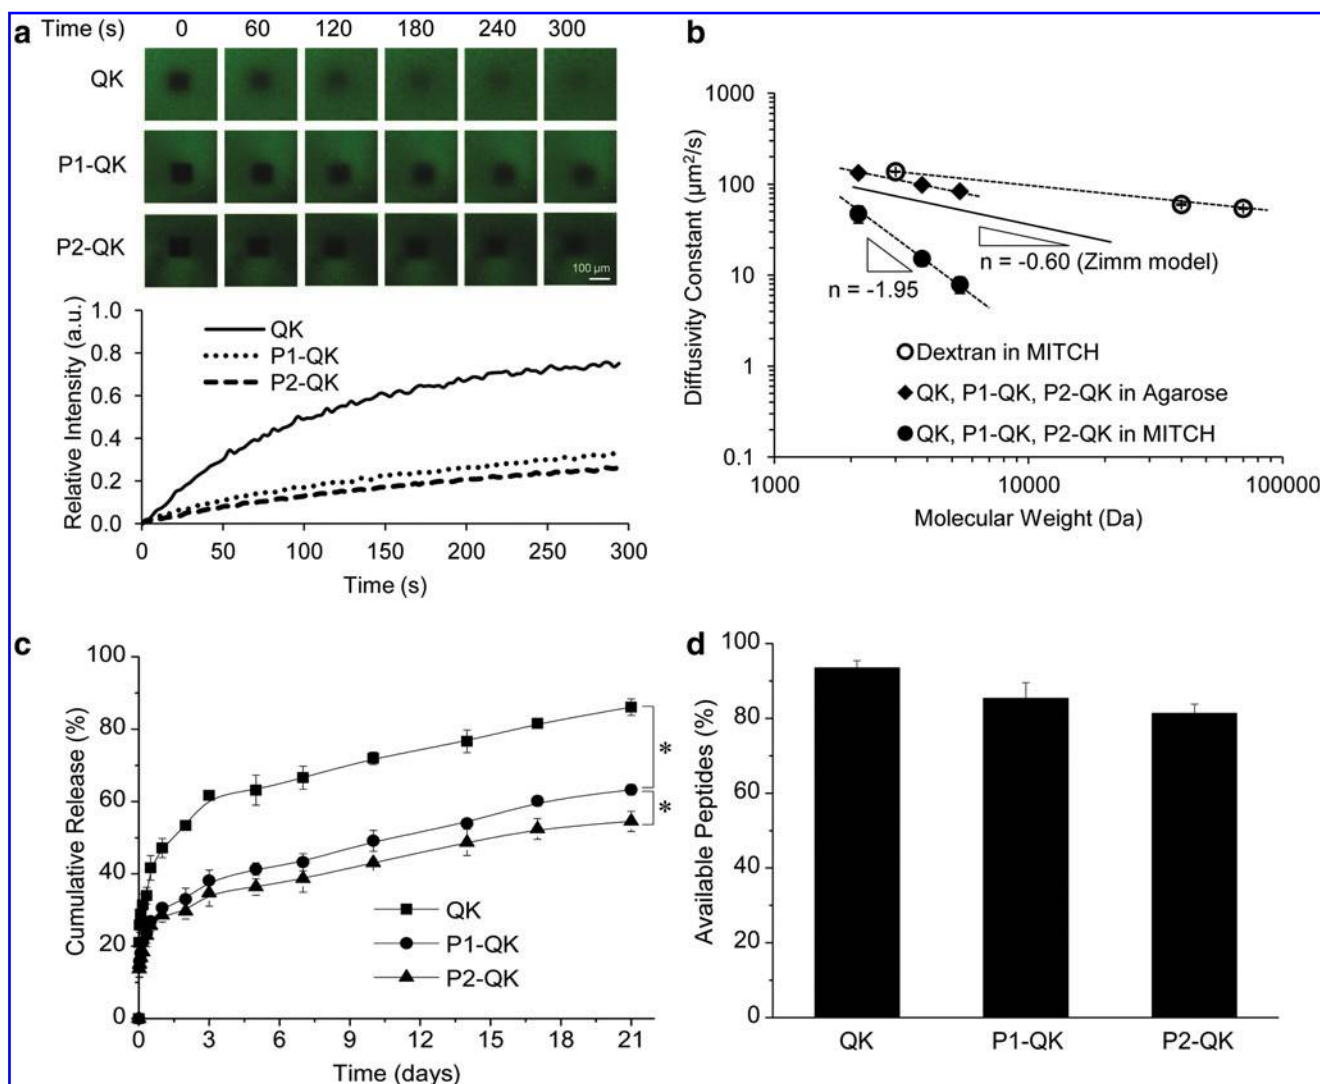 a
Time (s) 0 60 120 180 240 300
QK
P1-QK
P2-QK
100 µm
Relative Intensity (a.u.)
1.0
0.8
0.6
0.4
0.2
0.0
QK
P1-QK
P2-QK
0 50 100 150 200 250 300
Time (s)
b
Diffusivity Constant (µm²/s)
1000
100
10
1
0.1
n = -0.60 (Zimm model)
n = -1.95
Dextran in MITCH
QK, P1-QK, P2-QK in Agarose
QK, P1-QK, P2-QK in MITCH
1000 10000 100000
Molecular Weight (Da)
c
Cumulative Release (%)
100
80
60
40
20
0
*
*
QK
P1-QK
P2-QK
0 3 6 9 12 15 18 21
Time (days)
d
Available Peptides (%)
100
80
60
40
20
0
QK P1-QK P2-QK